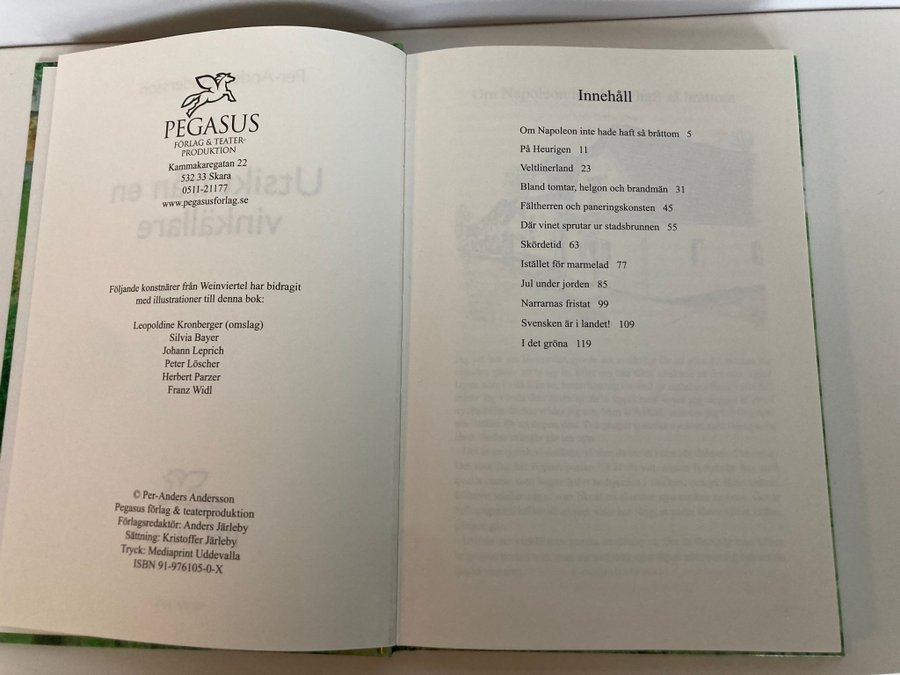 PEGASUS
FÖRLAG & TEATER-
PRODUKTION
Kammakaregatan 22
532 33 Skara
0511-21177
www.pegasusforlag.se
Följande konstnärer från Weinviertel har bidragit
med illustrationer till denna bok:
Leopoldine Kronberger (omslag)
Silvia Bayer
Johann Leprich
Peter Löscher
Herbert Parzer
Franz Widl
© Per-Anders Andersson
Pegasus förlag & teaterproduktion
Förlagsredaktör: Anders Järleby
Sättning: Kristoffer Järleby
Tryck: Mediaprint Uddevalla
ISBN 91-976105-0-X
Innehåll
Om Napoleon inte hade haft så bråttom 5
På Heurigen 11
Veltlinerland 23
Bland tomtar, helgon och brandmän 31
Fältherren och paneringskonsten 45
Där vinet sprutar ur stadsbrunnen 55
Skördetid 63
Istället för marmelad 77
Jul under jorden 85
Narrarnas fristat 99
Svensken är i landet! 109
I det gröna 119